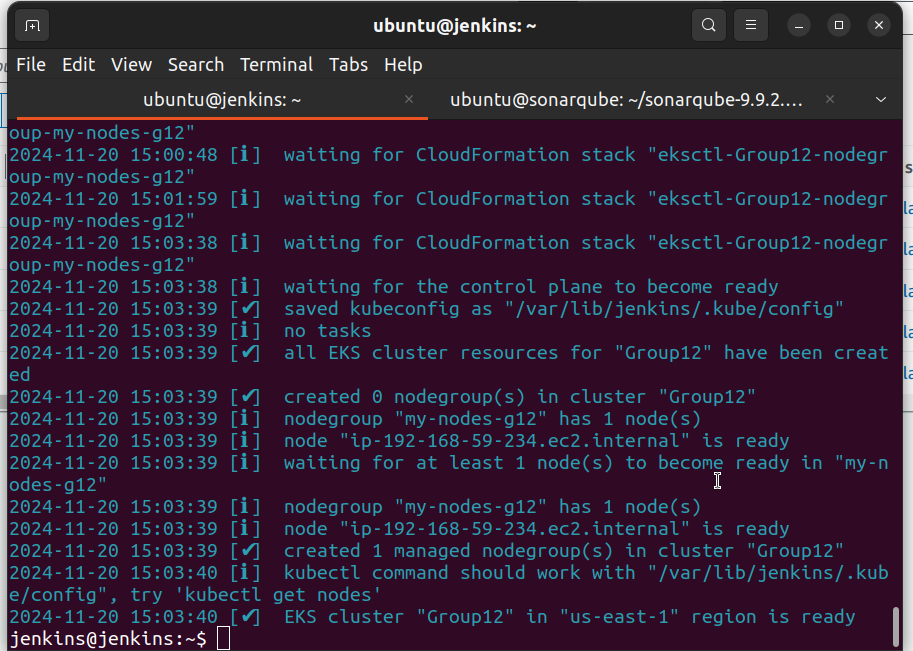 ubuntu@jenkins: ~
File Edit View Search Terminal Tabs Help
ubuntu@jenkins: ~ × ubuntu@sonarqube: ~/sonarqube-9.9.2.… ×
oup-my-nodes-g12"
2024-11-20 15:00:48 [ℹ]  waiting for CloudFormation stack "eksctl-Group12-nodegr
oup-my-nodes-g12"
2024-11-20 15:01:59 [ℹ]  waiting for CloudFormation stack "eksctl-Group12-nodegr
oup-my-nodes-g12"
2024-11-20 15:03:38 [ℹ]  waiting for CloudFormation stack "eksctl-Group12-nodegr
oup-my-nodes-g12"
2024-11-20 15:03:38 [ℹ]  waiting for the control plane to become ready
2024-11-20 15:03:39 [✔]  saved kubeconfig as "/var/lib/jenkins/.kube/config"
2024-11-20 15:03:39 [ℹ]  no tasks
2024-11-20 15:03:39 [✔]  all EKS cluster resources for "Group12" have been creat
ed
2024-11-20 15:03:39 [✔]  created 0 nodegroup(s) in cluster "Group12"
2024-11-20 15:03:39 [ℹ]  nodegroup "my-nodes-g12" has 1 node(s)
2024-11-20 15:03:39 [ℹ]  node "ip-192-168-59-234.ec2.internal" is ready
2024-11-20 15:03:39 [ℹ]  waiting for at least 1 node(s) to become ready in "my-n
odes-g12"
2024-11-20 15:03:39 [ℹ]  nodegroup "my-nodes-g12" has 1 node(s)
2024-11-20 15:03:39 [ℹ]  node "ip-192-168-59-234.ec2.internal" is ready
2024-11-20 15:03:39 [✔]  created 1 managed nodegroup(s) in cluster "Group12"
2024-11-20 15:03:40 [ℹ]  kubectl command should work with "/var/lib/jenkins/.kub
e/config", try 'kubectl get nodes'
2024-11-20 15:03:40 [✔]  EKS cluster "Group12" in "us-east-1" region is ready
jenkins@jenkins:~$